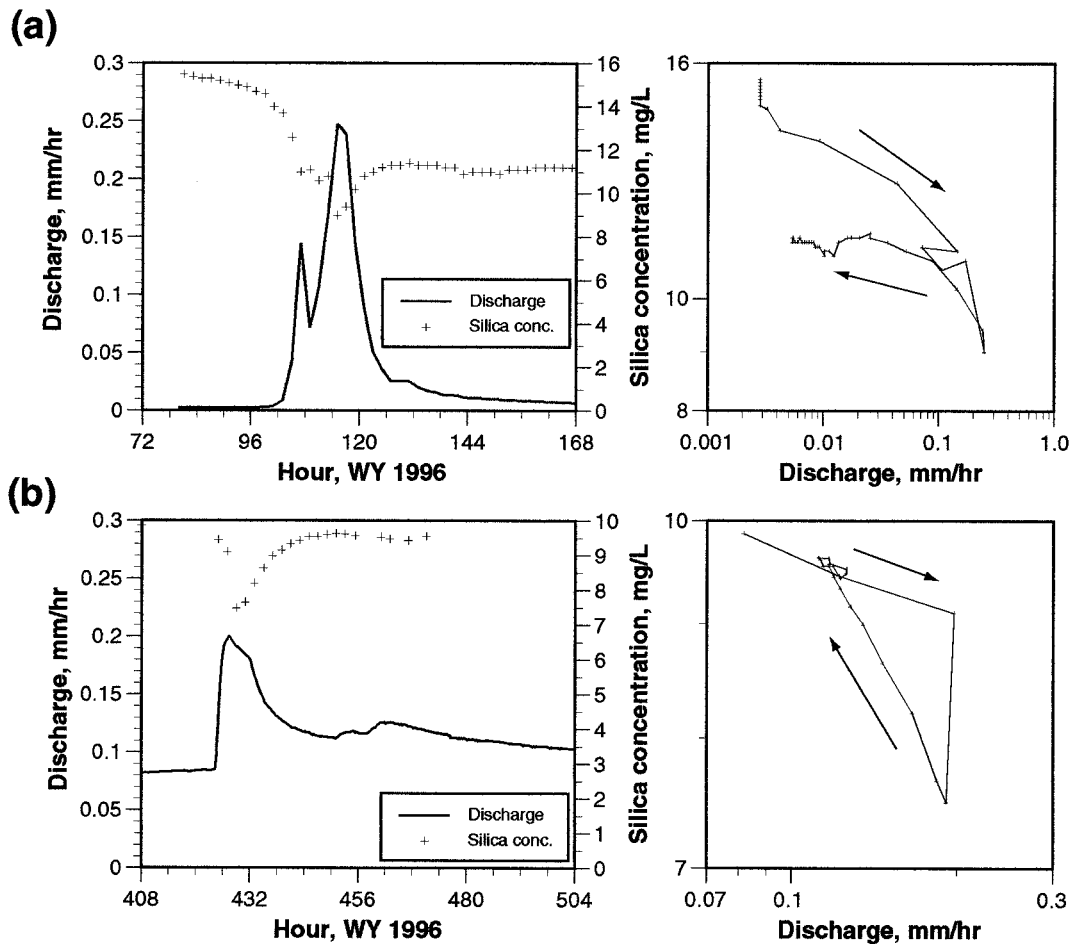 (a)
0.3
0.25
0.2
0.15
0.1
0.05
0
Discharge, mm/hr
72 96 120 144 168
Hour, WY 1996
16
14
12
10
8
6
4
2
0
Silica concentration, mg/L
Discharge
Silica conc.
16
10
8
0.001 0.01 0.1 1.0
Discharge, mm/hr
(b)
0.3
0.25
0.2
0.15
0.1
0.05
0
Discharge, mm/hr
408 432 456 480 504
Hour, WY 1996
10
9
8
7
6
5
4
3
2
1
0
Silica concentration, mg/L
Discharge
Silica conc.
10
7
0.07 0.1 0.3
Discharge, mm/hr